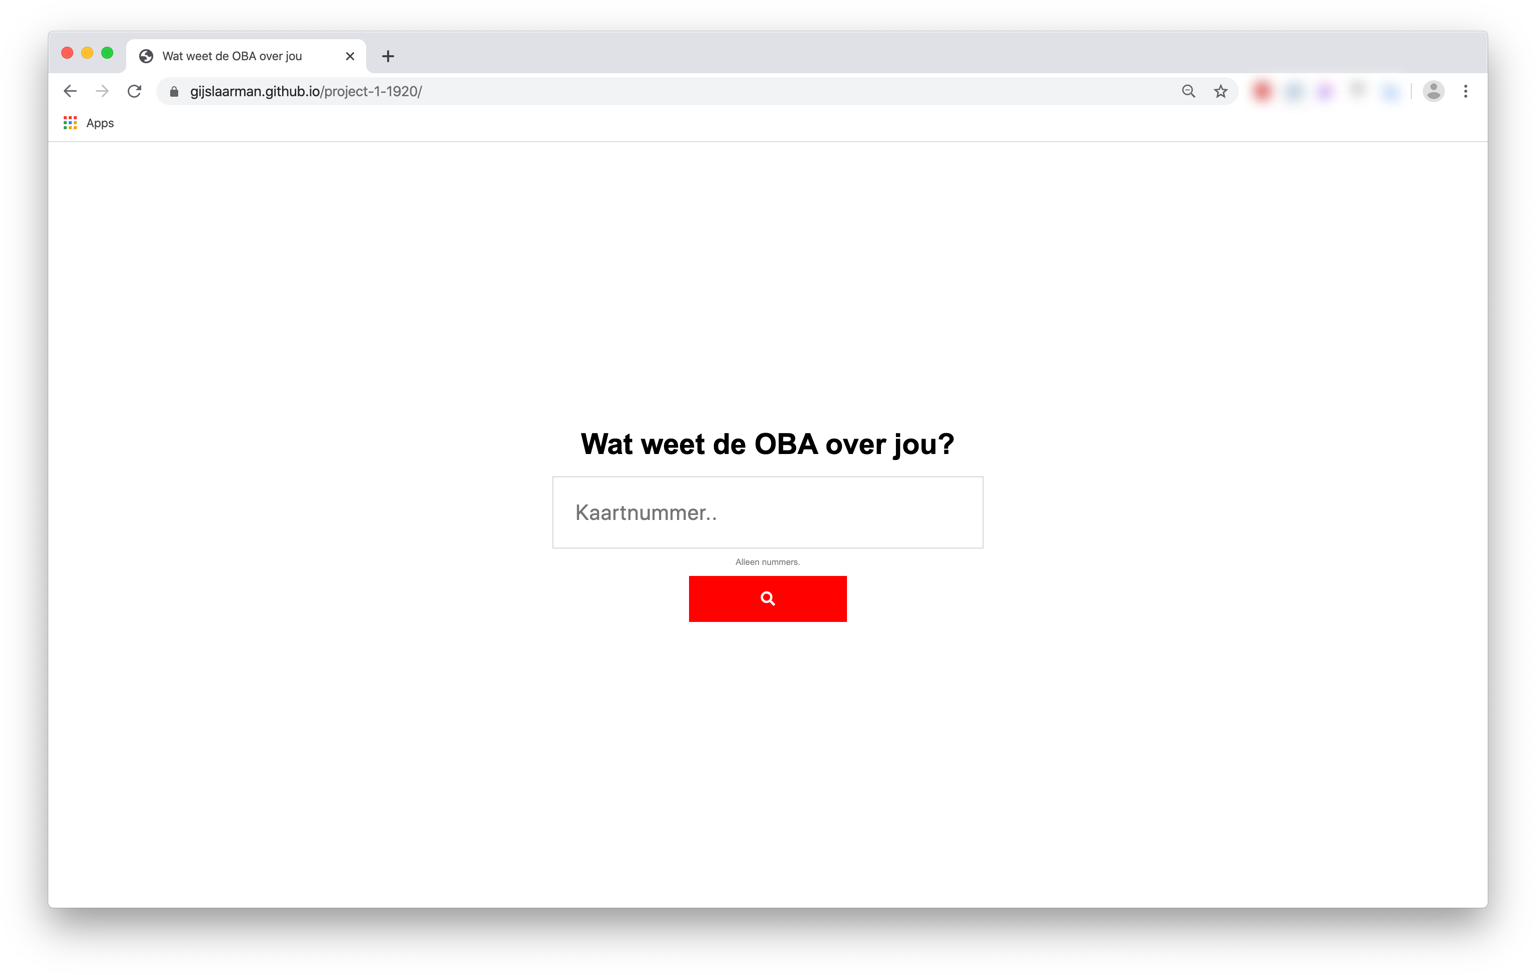 Wat weet de OBA over jou
gijslaarman.github.io/project-1-1920/
Apps
Wat weet de OBA over jou?
Kaartnummer..
Alleen nummers.